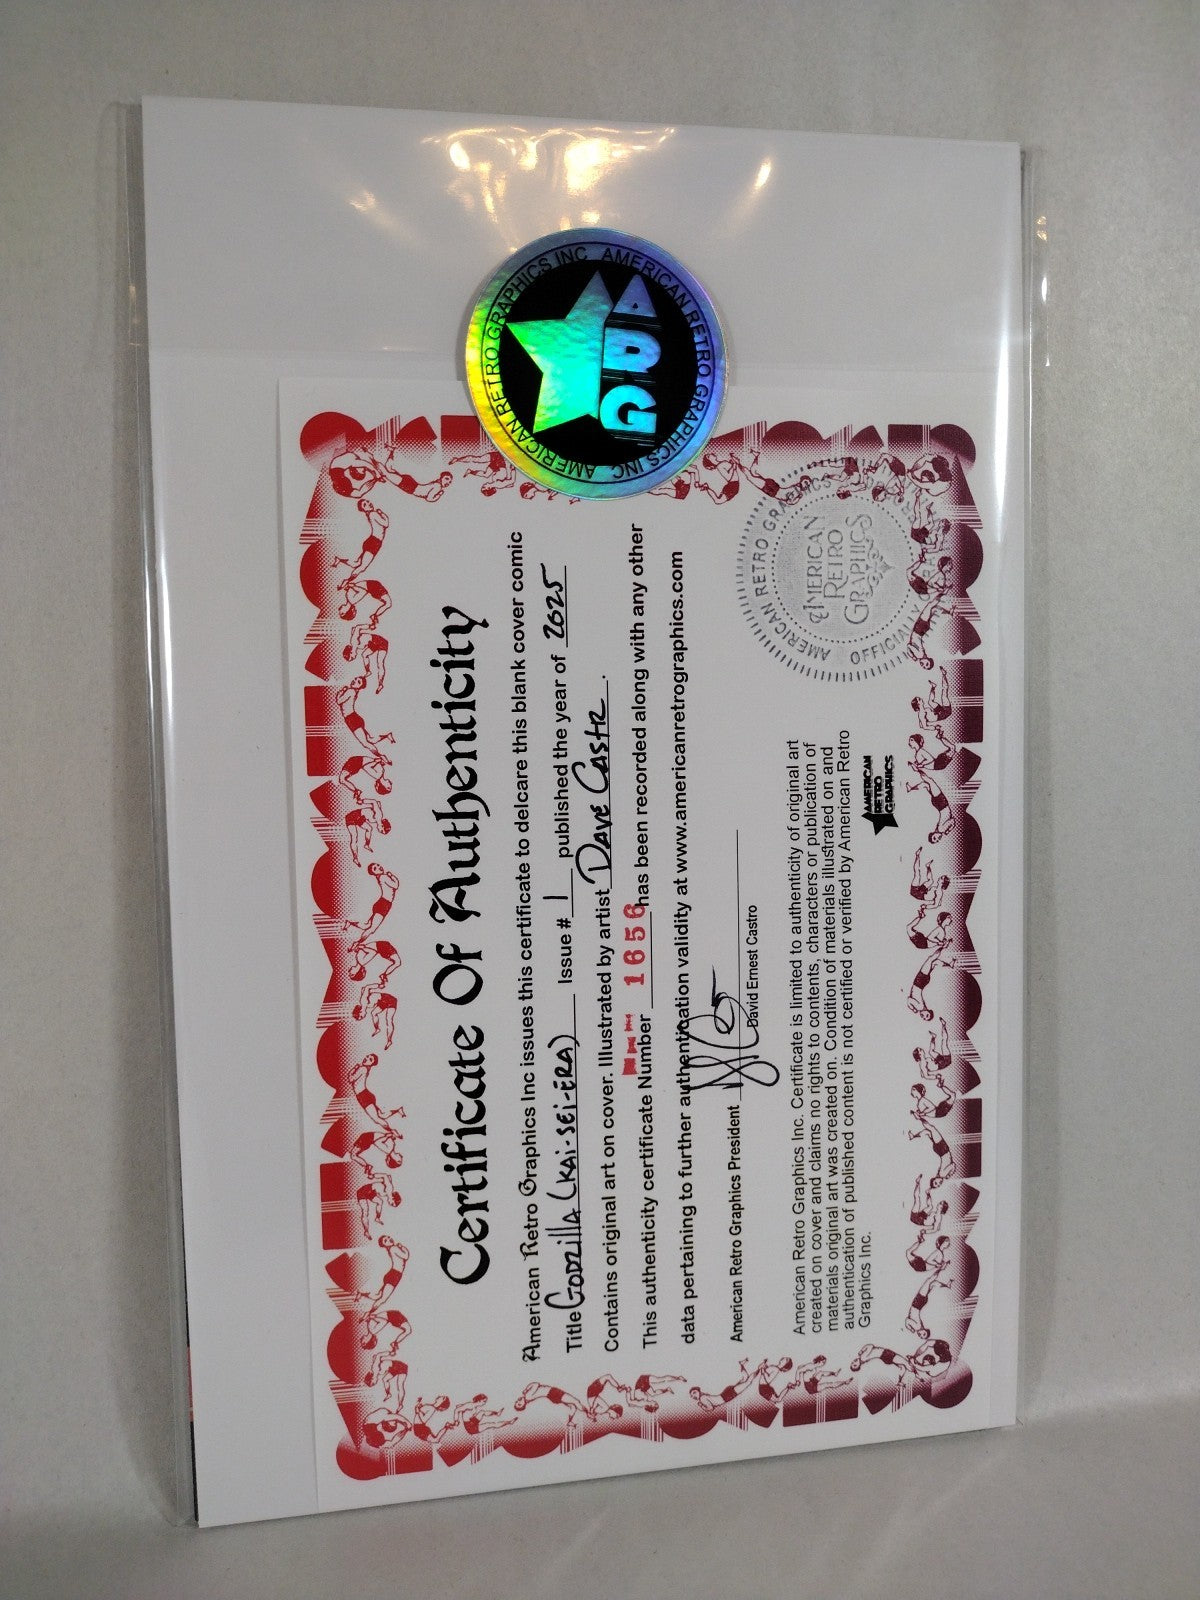 AMERICAN RETRO GRAPHICS INC AMERICAN RETRO GRAPHICS INC
ARG
Certificate Of Authenticity
American Retro Graphics Inc issues this certificate to delcare this blank cover comic
Title Godzilla (Kai-Sei-Era) Issue # 1 published the year of 2025
Contains original art on cover. Illustrated by artist Dave Castr.
This authenticity certificate Number 1656 has been recorded along with any other
data pertaining to further authentication validity at www.americanretrographics.com
American Retro Graphics President
David Ernest Castro
American Retro Graphics Inc. Certificate is limited to authenticity of original art
created on cover and claims no rights to contents, characters or publication of
materials original art was created on. Condition of materials illustrated on and
authentication of published content is not certified or verified by American Retro
Graphics Inc.
AMERICAN
RETRO
GRAPHICS
AMERICAN RETRO GRAPHICS
OFFICIALLY
AMERICAN
RETRO
GRAPHICS